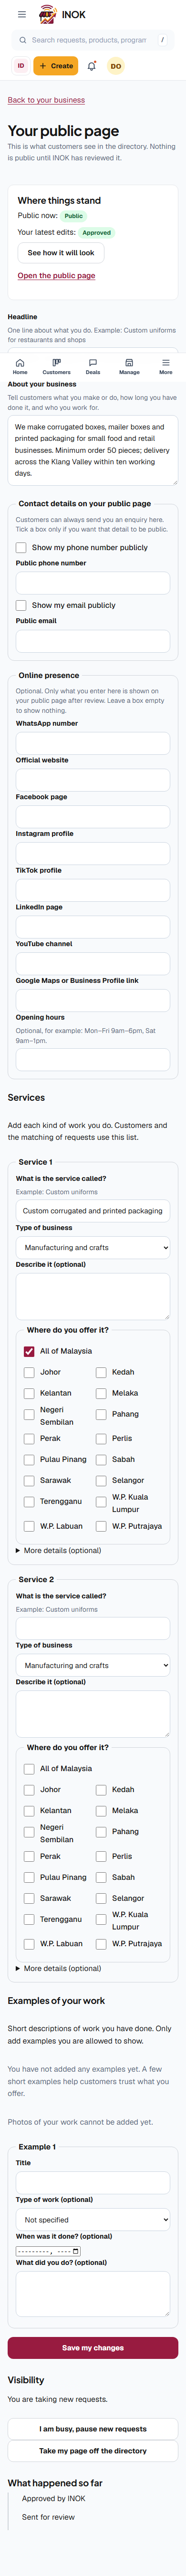 INOK
Search requests, products, program
/
ID
+ Create
DO
Back to your business
Your public page
This is what customers see in the directory. Nothing
is public until INOK has reviewed it.
Where things stand
Public now: Public
Your latest edits: Approved
See how it will look
Open the public page
Headline
One line about what you do. Example: Custom uniforms
for restaurants and shops
Home
Customers
Deals
Manage
More
About your business
Tell customers what you make or do, how long you have
done it, and who you work for.
We make corrugated boxes, mailer boxes and
printed packaging for small food and retail
businesses. Minimum order 50 pieces; delivery
across the Klang Valley within ten working
days.
Contact details on your public page
Customers can always send you an enquiry here.
Tick a box only if you want that detail to be public.
Show my phone number publicly
Public phone number
Show my email publicly
Public email
Online presence
Optional. Only what you enter here is shown on
your public page after review. Leave a box empty
to show nothing.
WhatsApp number
Official website
Facebook page
Instagram profile
TikTok profile
LinkedIn page
YouTube channel
Google Maps or Business Profile link
Opening hours
Optional, for example: Mon–Fri 9am–6pm, Sat
9am–1pm.
Services
Add each kind of work you do. Customers and
the matching of requests use this list.
Service 1
What is the service called?
Example: Custom uniforms
Custom corrugated and printed packaging
Type of business
Manufacturing and crafts
Describe it (optional)
Where do you offer it?
All of Malaysia
Johor
Kedah
Kelantan
Melaka
Negeri
Sembilan
Pahang
Perak
Perlis
Pulau Pinang
Sabah
Sarawak
Selangor
Terengganu
W.P. Kuala
Lumpur
W.P. Labuan
W.P. Putrajaya
More details (optional)
Service 2
What is the service called?
Example: Custom uniforms
Type of business
Manufacturing and crafts
Describe it (optional)
Where do you offer it?
All of Malaysia
Johor
Kedah
Kelantan
Melaka
Negeri
Sembilan
Pahang
Perak
Perlis
Pulau Pinang
Sabah
Sarawak
Selangor
Terengganu
W.P. Kuala
Lumpur
W.P. Labuan
W.P. Putrajaya
More details (optional)
Examples of your work
Short descriptions of work you have done. Only
add examples you are allowed to show.
You have not added any examples yet. A few
short examples help customers trust what you
offer.
Photos of your work cannot be added yet.
Example 1
Title
Type of work (optional)
Not specified
When was it done? (optional)
---------, ----
What did you do? (optional)
Save my changes
Visibility
You are taking new requests.
I am busy, pause new requests
Take my page off the directory
What happened so far
Approved by INOK
Sent for review